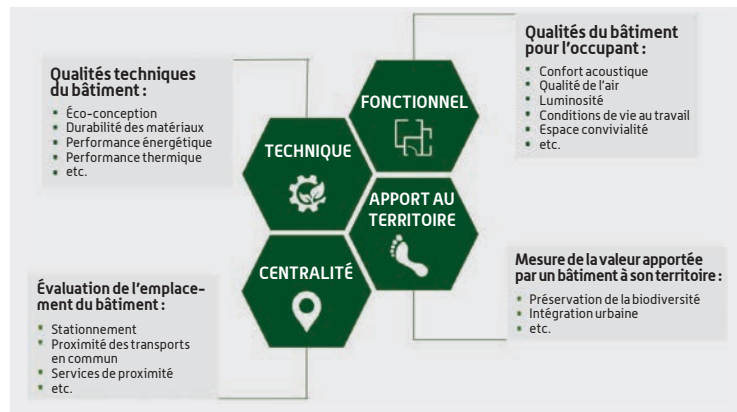 Qualités techniques
du bâtiment :
• Éco-conception
• Durabilité des matériaux
• Performance énergétique
• Performance thermique
• etc.
FONCTIONNEL
Qualités du bâtiment
pour l'occupant :
• Confort acoustique
• Qualité de l'air
• Luminosité
• Conditions de vie au travail
• Espace convivialité
• etc.
TECHNIQUE
APPORT AU
TERRITOIRE
CENTRALITÉ
Évaluation de l'emplace-
ment du bâtiment :
• Stationnement
• Proximité des transports
en commun
• Services de proximité
• etc.
Mesure de la valeur apportée
par un bâtiment à son territoire :
• Préservation de la biodiversité
• Intégration urbaine
• etc.